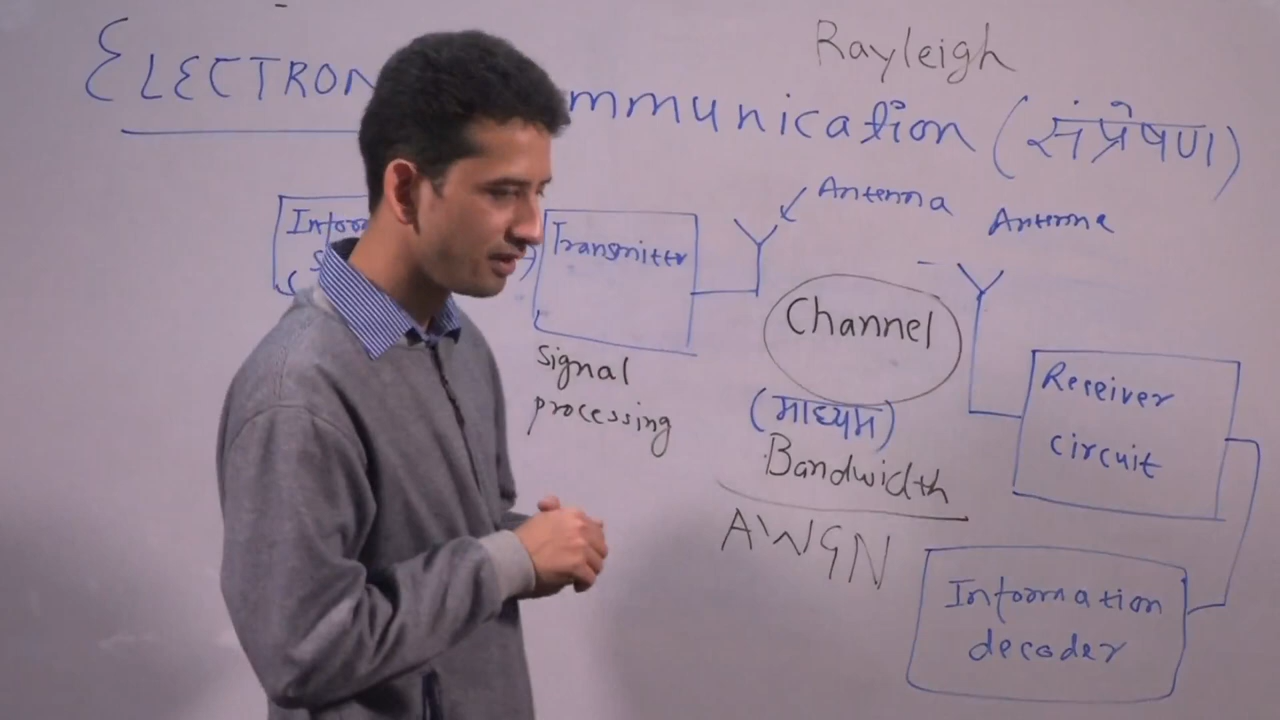 Rayleigh
ELECTRON mmunication (संप्रेषण)
Antenna
Antenna
Transmitter
Channel
signal
processing
(माध्यम)
Bandwidth
AWGN
Receiver
circuit
Information
decoder